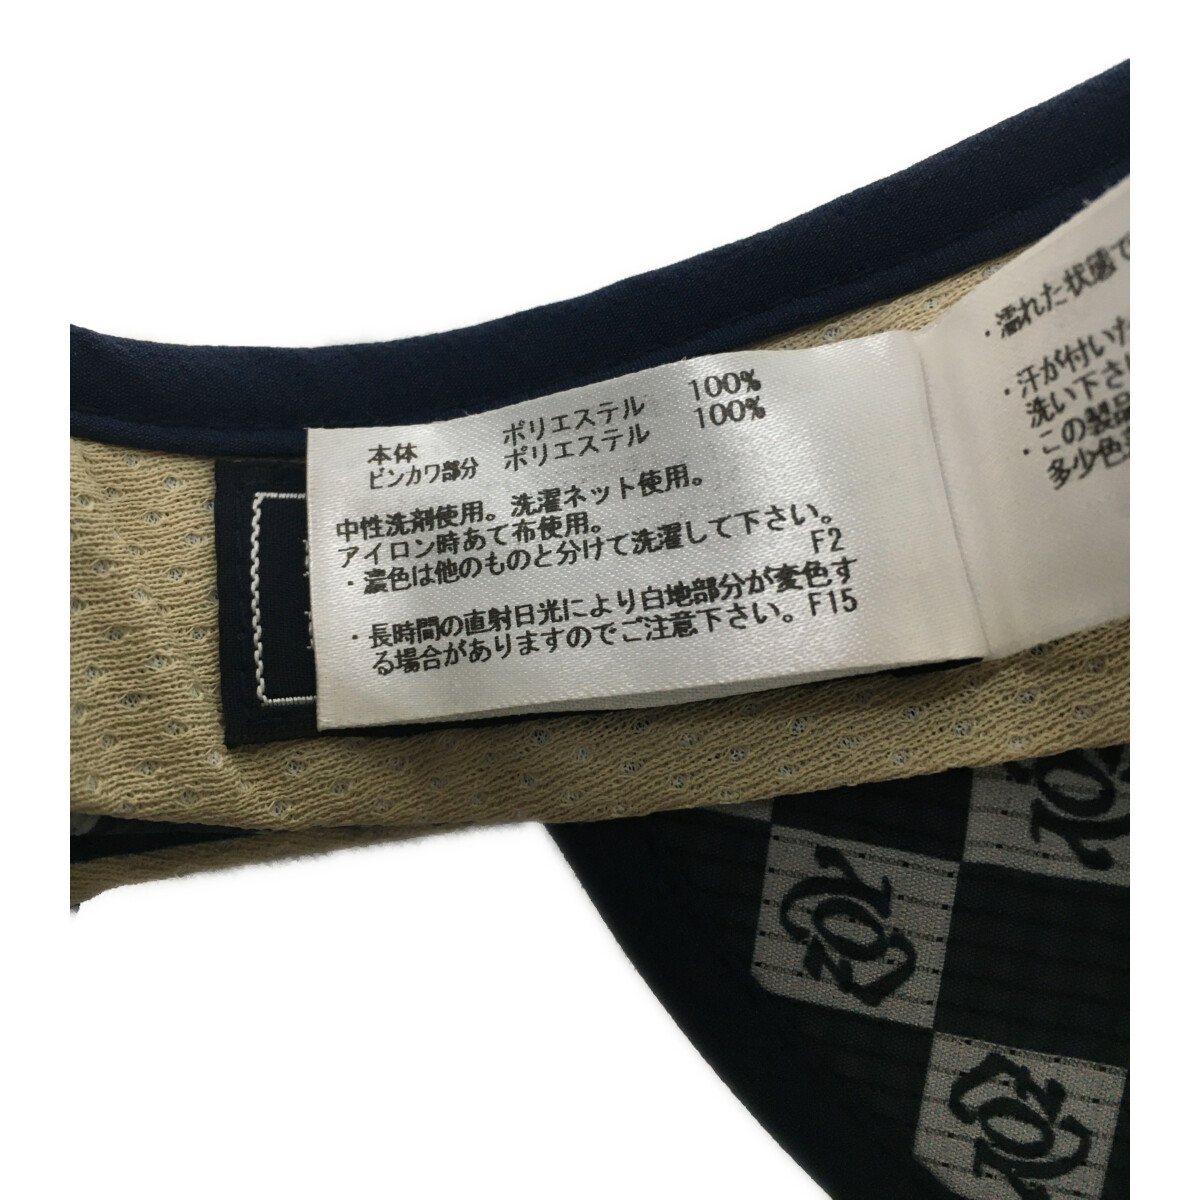 本体 ポリエステル 100%
ビンカワ部分 ポリエステル 100%
中性洗剤使用。洗濯ネット使用。
アイロン時あて布使用。
・濃色は他のものと分けて洗濯して下さい。
F2
・長時間の直射日光により白地部分が変色す
る場合がありますのでご注意下さい。F15
・濡れた状態で
・汗が付いた
洗い下さい
・この製品
多少色